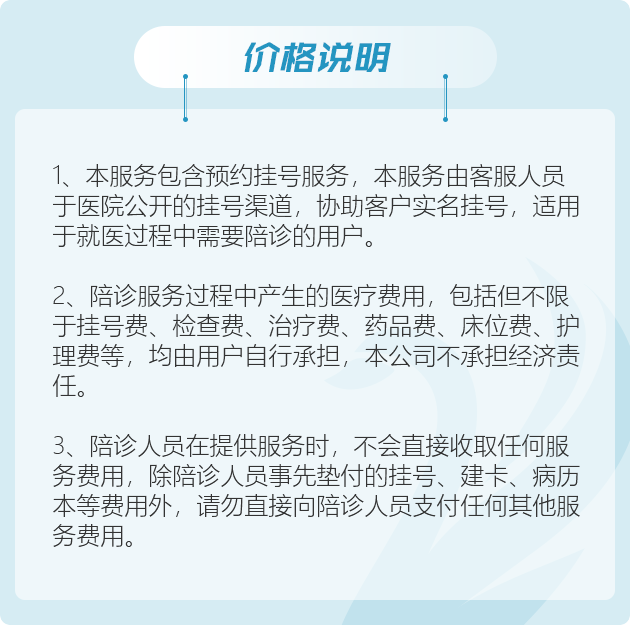 价格说明
1、本服务包含预约挂号服务，本服务由客服人员
于医院公开的挂号渠道，协助客户实名挂号，适用
于就医过程中需要陪诊的用户。
2、陪诊服务过程中产生的医疗费用，包括但不限
于挂号费、检查费、治疗费、药品费、床位费、护
理费等，均由用户自行承担，本公司不承担经济责
任。
3、陪诊人员在提供服务时，不会直接收取任何服
务费用，除陪诊人员事先垫付的挂号、建卡、病历
本等费用外，请勿直接向陪诊人员支付任何其他服
务费用。